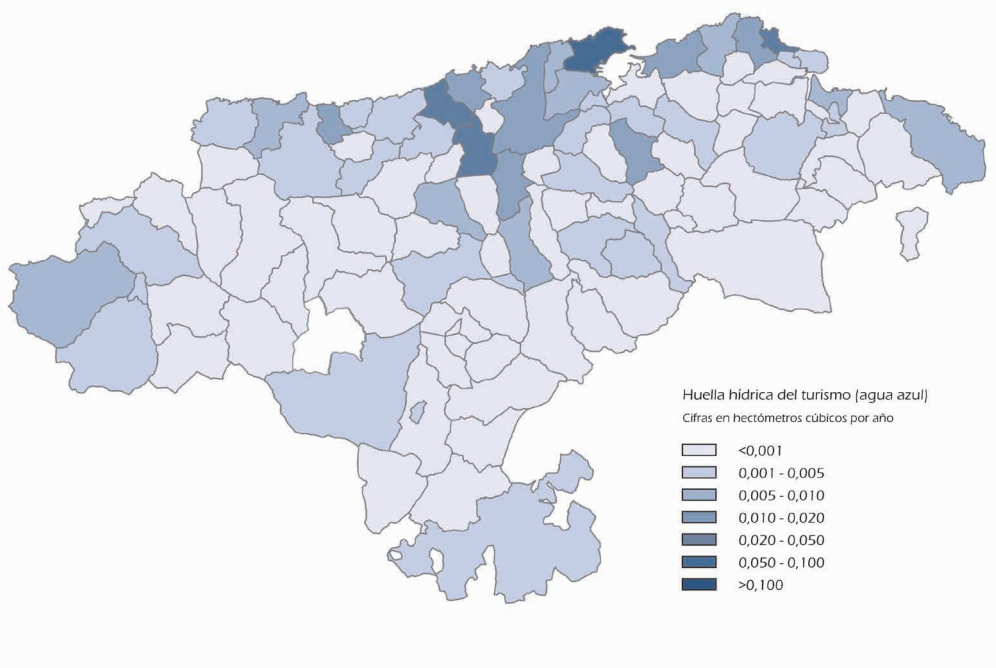 Huella hídrica del turismo (agua azul)
Cifras en hectómetros cúbicos por año
<0,001
0,001 - 0,005
0,005 - 0,010
0,010 - 0,020
0,020 - 0,050
0,050 - 0,100
>0,100